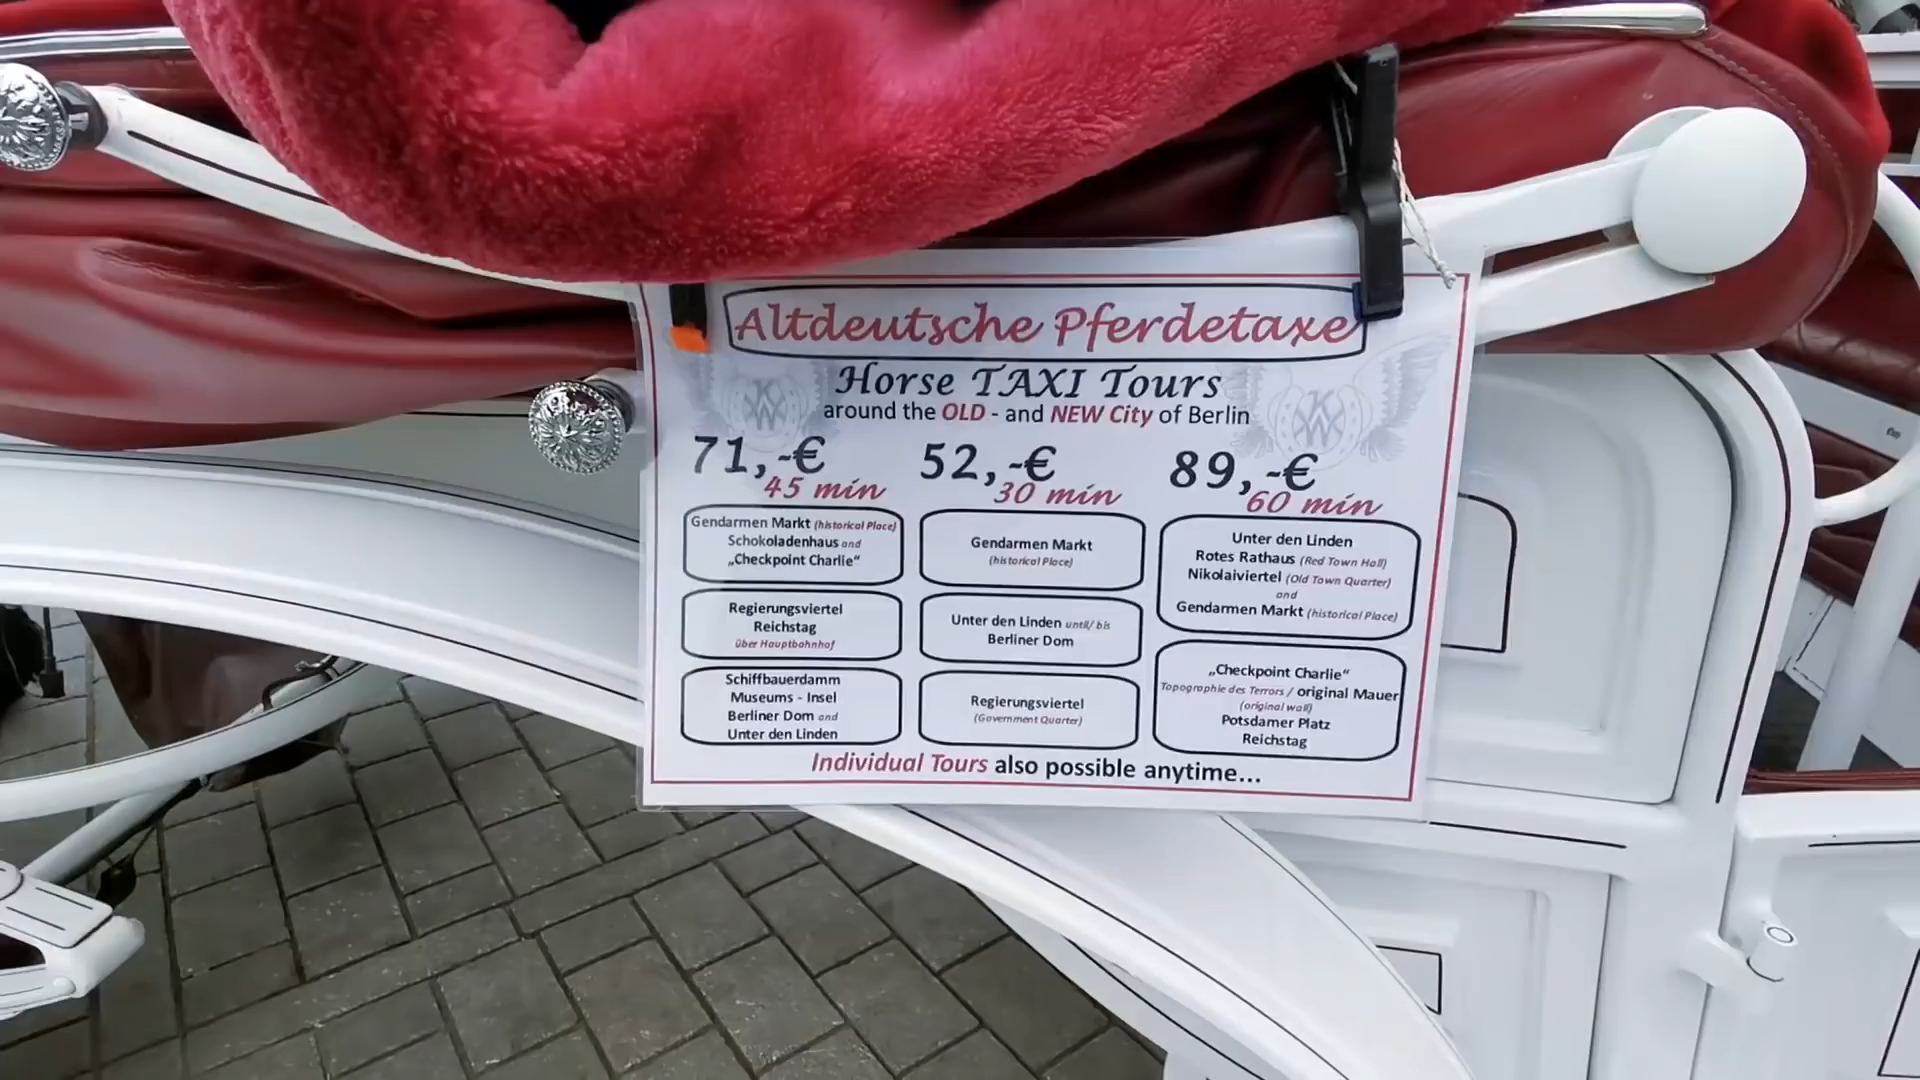 Altdeutsche Pferdetaxe
Horse TAXI Tours
around the OLD - and NEW City of Berlin
71,-€
45 min
Gendarmen Markt (historical Place)
Schokoladenhaus and
„Checkpoint Charlie“
Regierungsviertel
Reichstag
über Hauptbahnhof
Schiffbauerdamm
Museums - Insel
Berliner Dom and
Unter den Linden
52,-€
30 min
Gendarmen Markt
(historical Place)
Unter den Linden until/ bis
Berliner Dom
Regierungsviertel
(Government Quarter)
89,-€
60 min
Unter den Linden
Rotes Rathaus (Red Town Hall)
Nikolaiviertel (Old Town Quarter)
and
Gendarmen Markt (historical Place)
„Checkpoint Charlie“
Topographie des Terrors / original Mauer
(original wall)
Potsdamer Platz
Reichstag
Individual Tours also possible anytime...